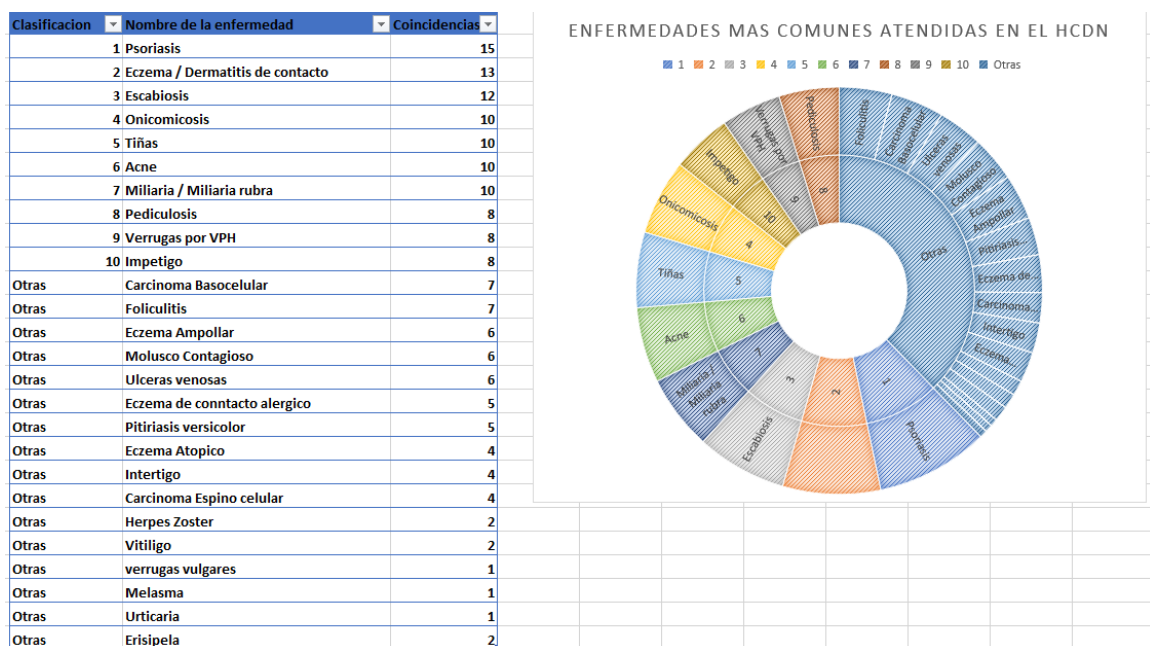 Clasificacion Nombre de la enfermedad Coincidencias
1 Psoriasis 15
2 Eczema / Dermatitis de contacto 13
3 Escabiosis 12
4 Onicomicosis 10
5 Tiñas 10
6 Acne 10
7 Miliaria / Miliaria rubra 10
8 Pediculosis 8
9 Verrugas por VPH 8
10 Impetigo 8
Otras Carcinoma Basocelular 7
Otras Foliculitis 7
Otras Eczema Ampollar 6
Otras Molusco Contagioso 6
Otras Ulceras venosas 6
Otras Eczema de conntacto alergico 5
Otras Pitiriasis versicolor 5
Otras Eczema Atopico 4
Otras Intertigo 4
Otras Carcinoma Espino celular 4
Otras Herpes Zoster 2
Otras Vitiligo 2
Otras verrugas vulgares 1
Otras Melasma 1
Otras Urticaria 1
Otras Erisipela 2
ENFERMEDADES MAS COMUNES ATENDIDAS EN EL HCDN
1 2 3 4 5 6 7 8 9 10 Otras
Foliculitis
Carcinoma
Basocelular
Ulceras
venosas
Molusco
Contagioso
Eczema
Ampollar
Pitiriasis...
Eczema de...
Carcinoma...
Intertigo
Eczema...
Otras
1
Psoriasis
2
3
Escabiosis
7
Miliaria /
Miliaria
rubra
6
Acne
5
Tiñas
4
Onicomicosis
10
Impetigo
9
Verrugas por
VPH
8
Pediculosis